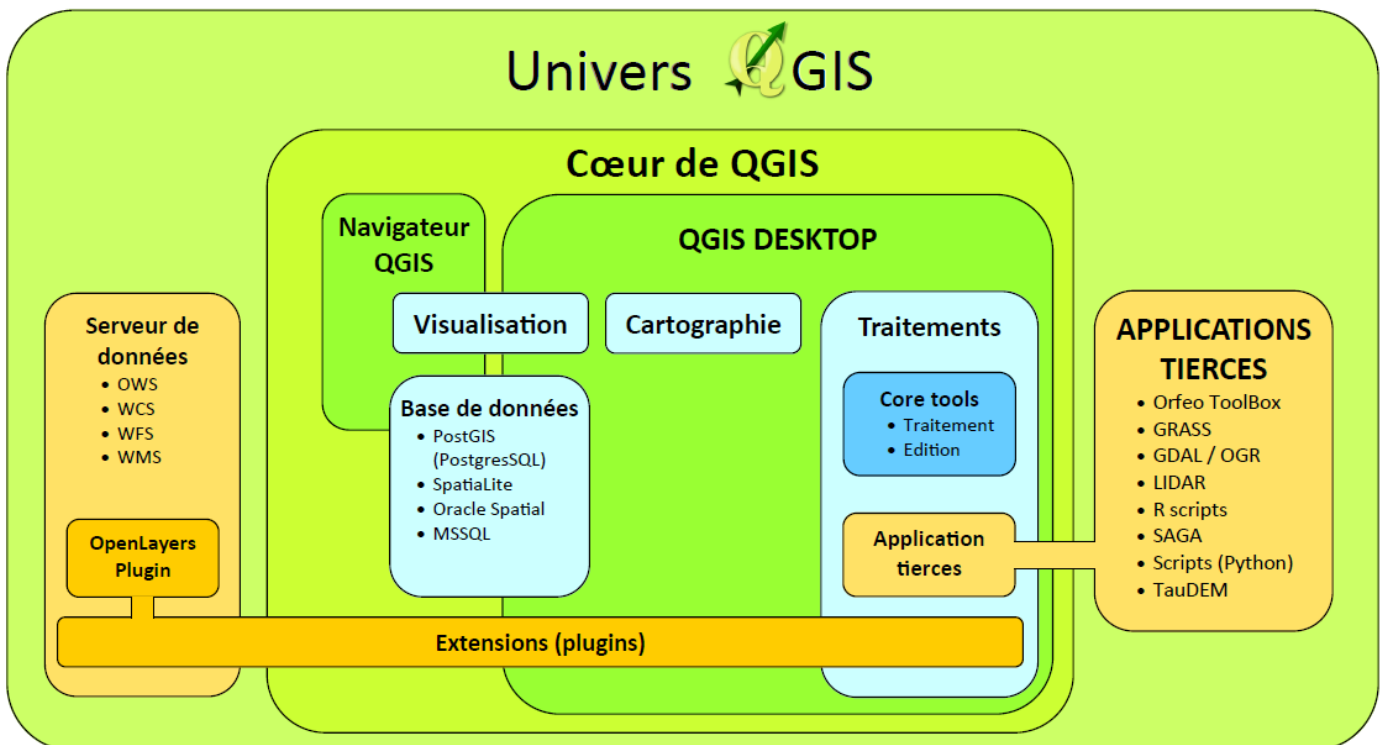 Univers QGIS
Cœur de QGIS
Navigateur
QGIS
QGIS DESKTOP
Serveur de
données
• OWS
• WCS
• WFS
• WMS
OpenLayers
Plugin
Visualisation
Cartographie
Base de données
• PostGIS
(PostgresSQL)
• SpatiaLite
• Oracle Spatial
• MSSQL
Traitements
Core tools
• Traitement
• Edition
Application
tierces
APPLICATIONS
TIERCES
• Orfeo ToolBox
• GRASS
• GDAL / OGR
• LIDAR
• R scripts
• SAGA
• Scripts (Python)
• TauDEM
Extensions (plugins)